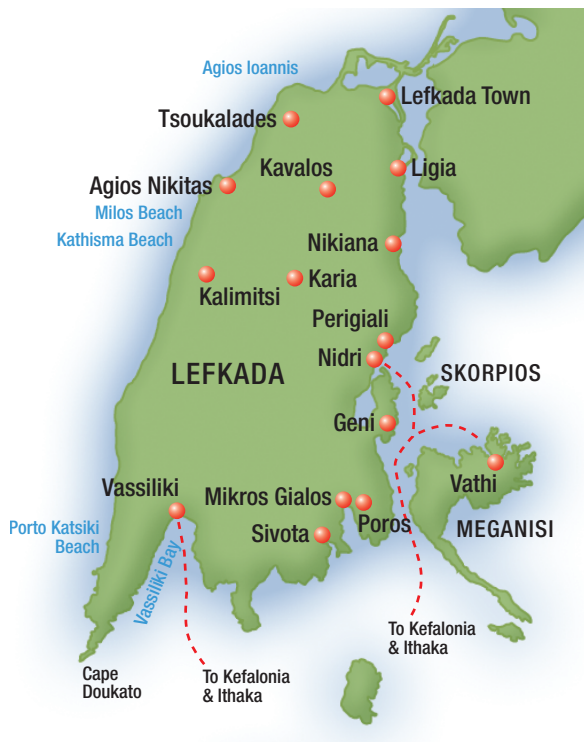 Agios Ioannis
Lefkada Town
Tsoukalades
Kavalos
Ligia
Agios Nikitas
Milos Beach
Kathisma Beach
Nikiana
Kalimitsi
Karia
Perigiali
Nidri
LEFKADA
SKORPIOS
Geni
Vassiliki
Mikros Gialos
Vathi
Poros
Sivota
MEGANISI
Porto Katsiki
Beach
Vassiliki Bay
To Kefalonia
& Ithaka
Cape
Doukato
To Kefalonia
& Ithaka